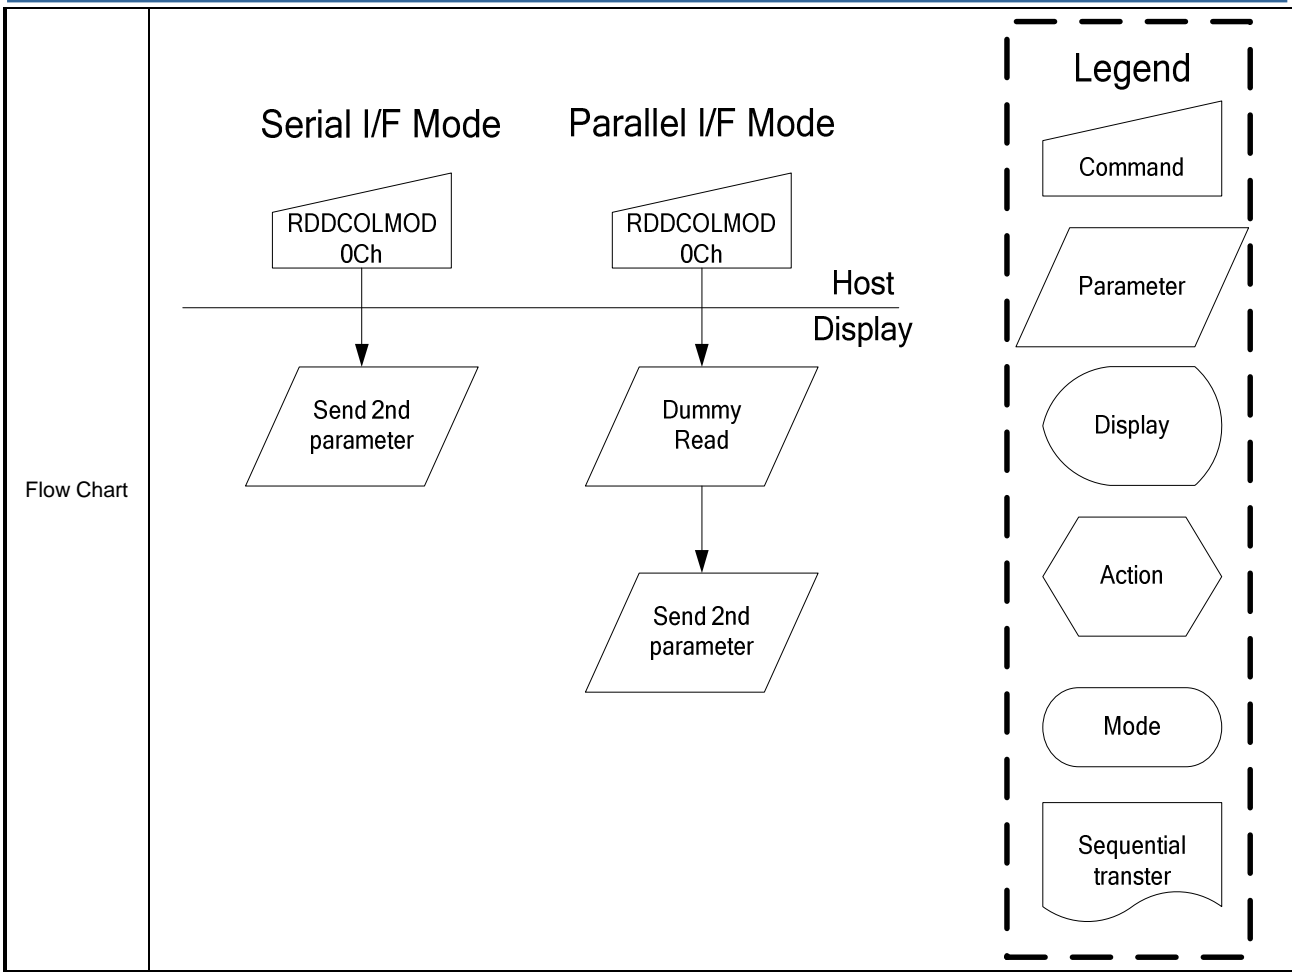 Flow Chart
Serial I/F Mode
Parallel I/F Mode
RDDCOLMOD
0Ch
RDDCOLMOD
0Ch
Host
Display
Send 2nd
parameter
Dummy
Read
Send 2nd
parameter
Legend
Command
Parameter
Display
Action
Mode
Sequential
transter